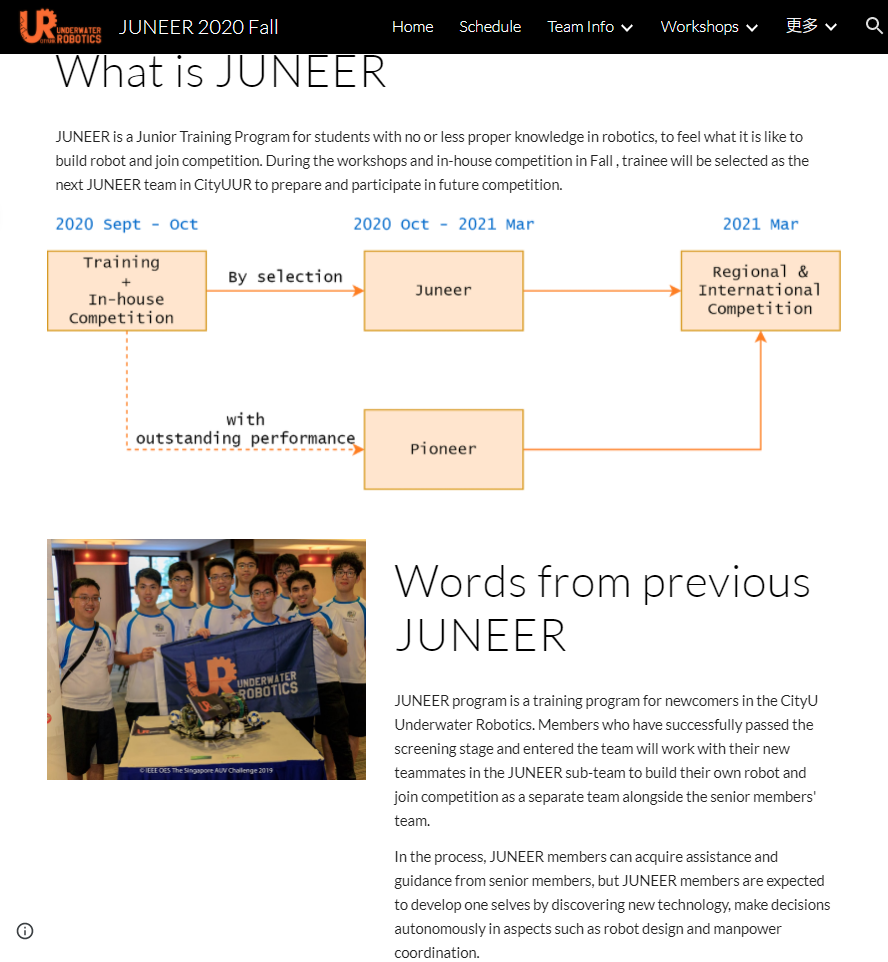 UR UNDERWATER
CITYUHK ROBOTICS
JUNEER 2020 Fall
Home
Schedule
Team Info
Workshops
更多
What is JUNEER
JUNEER is a Junior Training Program for students with no or less proper knowledge in robotics, to feel what it is like to
build robot and join competition. During the workshops and in-house competition in Fall , trainee will be selected as the
next JUNEER team in CityUUR to prepare and participate in future competition.
2020 Sept - Oct
2020 Oct - 2021 Mar
2021 Mar
Training
+
In-house
Competition
By selection
Juneer
Regional &
International
Competition
with
outstanding performance
Pioneer
UR UNDERWATER
ROBOTICS
© IEEE OES The Singapore AUV Challenge 2019
Words from previous
JUNEER
JUNEER program is a training program for newcomers in the CityU
Underwater Robotics. Members who have successfully passed the
screening stage and entered the team will work with their new
teammates in the JUNEER sub-team to build their own robot and
join competition as a separate team alongside the senior members'
team.
In the process, JUNEER members can acquire assistance and
guidance from senior members, but JUNEER members are expected
to develop one selves by discovering new technology, make decisions
autonomously in aspects such as robot design and manpower
coordination.